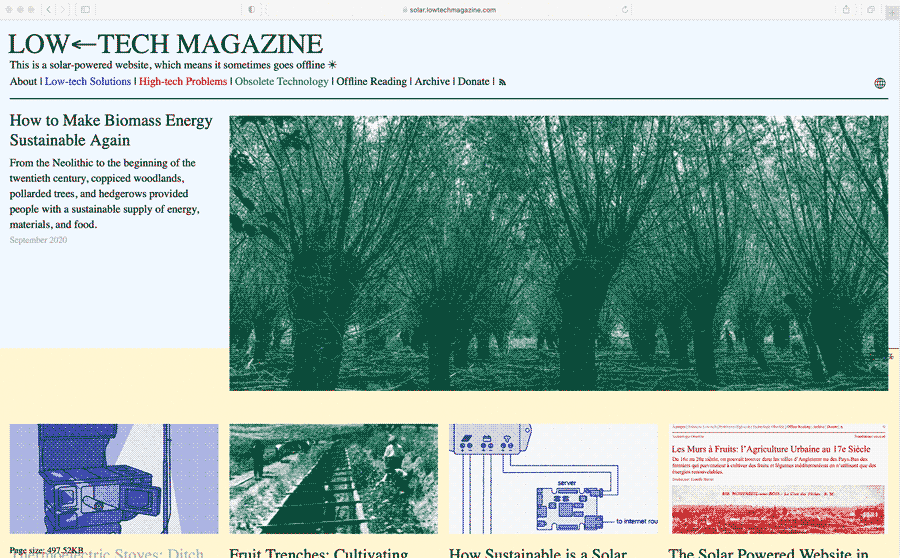 solar.lowtechmagazine.com
LOW←TECH MAGAZINE
This is a solar-powered website, which means it sometimes goes offline ☀
About | Low-tech Solutions | High-tech Problems | Obsolete Technology | Offline Reading | Archive | Donate |
How to Make Biomass Energy
Sustainable Again
From the Neolithic to the beginning of the
twentieth century, coppiced woodlands,
pollarded trees, and hedgerows provided
people with a sustainable supply of energy,
materials, and food.
September 2020
server
to internet rou
Les Murs à Fruits: l'Agriculture Urbaine au 17e Siècle
Page size: 497.52KB
Thermoelectric Stoves: Ditch
Fruit Trenches: Cultivating
How Sustainable is a Solar
The Solar Powered Website in